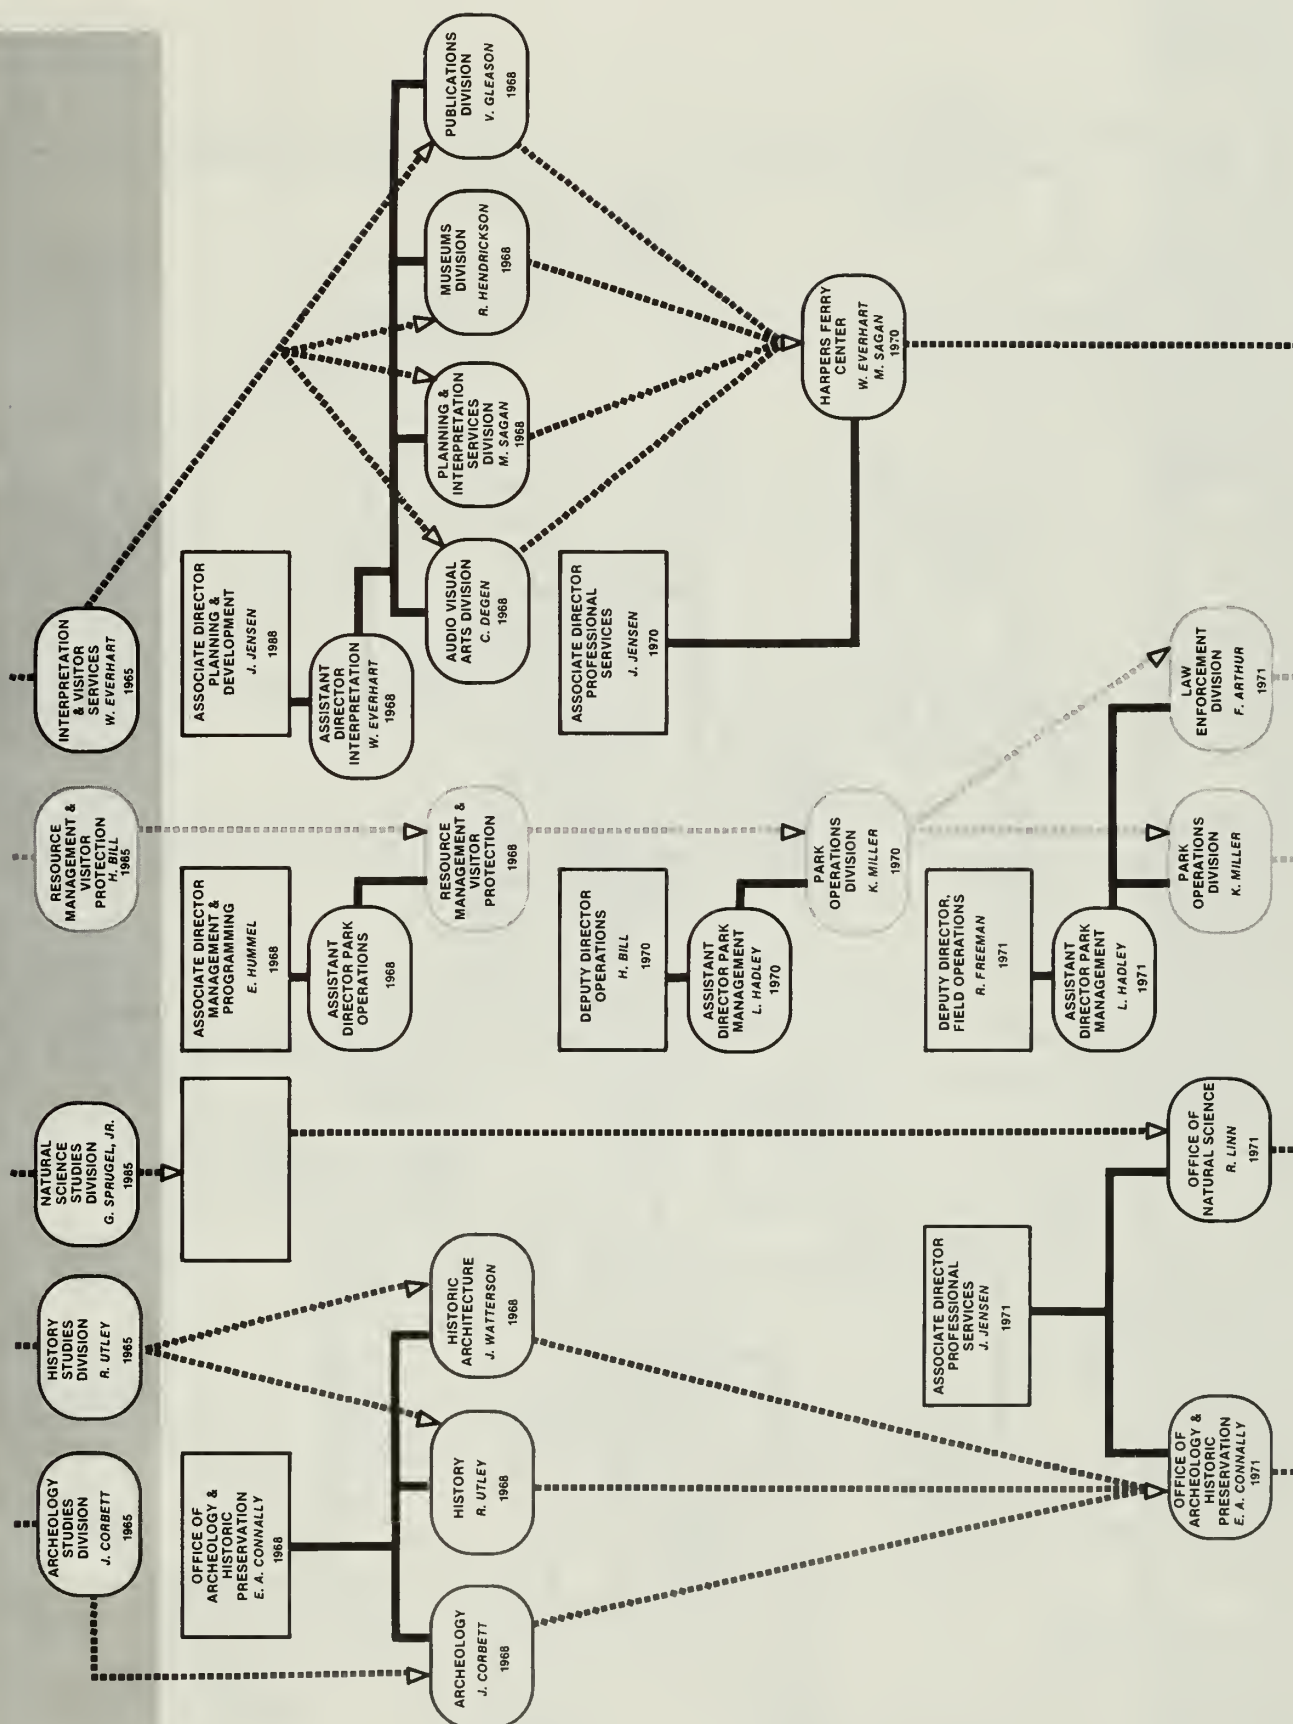 ARCHEOLOGY
STUDIES
DIVISION
J. CORBETT
1965
HISTORY
STUDIES
DIVISION
R. UTLEY
1965
NATURAL
SCIENCE
STUDIES
DIVISION
G. SPRUGEL, JR.
1985
RESOURCE
MANAGEMENT &
VISITOR
PROTECTION
H. BILL
1965
INTERPRETATION
& VISITOR
SERVICES
W. EVERHART
1965
OFFICE OF
ARCHEOLOGY &
HISTORIC
PRESERVATION
E. A. CONNALLY
1968
ASSOCIATE DIRECTOR
MANAGEMENT &
PROGRAMMING
E. HUMMEL
1968
ASSOCIATE DIRECTOR
PLANNING &
DEVELOPMENT
J. JENSEN
1988
ASSISTANT
DIRECTOR PARK
OPERATIONS
1968
ASSISTANT
DIRECTOR
INTERPRETATION
W. EVERHART
1968
ARCHEOLOGY
J. CORBETT
1968
HISTORY
R. UTLEY
1968
HISTORIC
ARCHITECTURE
J. WATTERSON
1968
RESOURCE
MANAGEMENT &
VISITOR
PROTECTION
1968
AUDIO VISUAL
ARTS DIVISION
C. DEGEN
1968
PLANNING &
INTERPRETATION
SERVICES
DIVISION
M. SAGAN
1968
MUSEUMS
DIVISION
R. HENDRICKSON
1968
PUBLICATIONS
DIVISION
V. GLEASON
1968
DEPUTY DIRECTOR
OPERATIONS
H. BILL
1970
ASSOCIATE DIRECTOR
PROFESSIONAL
SERVICES
J. JENSEN
1970
ASSISTANT
DIRECTOR PARK
MANAGEMENT
L. HADLEY
1970
PARK
OPERATIONS
DIVISION
K. MILLER
1970
HARPERS FERRY
CENTER
W. EVERHART
M. SAGAN
1970
ASSOCIATE DIRECTOR
PROFESSIONAL
SERVICES
J. JENSEN
1971
DEPUTY DIRECTOR,
FIELD OPERATIONS
R. FREEMAN
1971
ASSISTANT
DIRECTOR PARK
MANAGEMENT
L. HADLEY
1971
OFFICE OF
ARCHEOLOGY &
HISTORIC
PRESERVATION
E. A. CONNALLY
1971
OFFICE OF
NATURAL SCIENCE
R. LINN
1971
PARK
OPERATIONS
DIVISION
K. MILLER
LAW
ENFORCEMENT
DIVISION
F. ARTHUR
1971